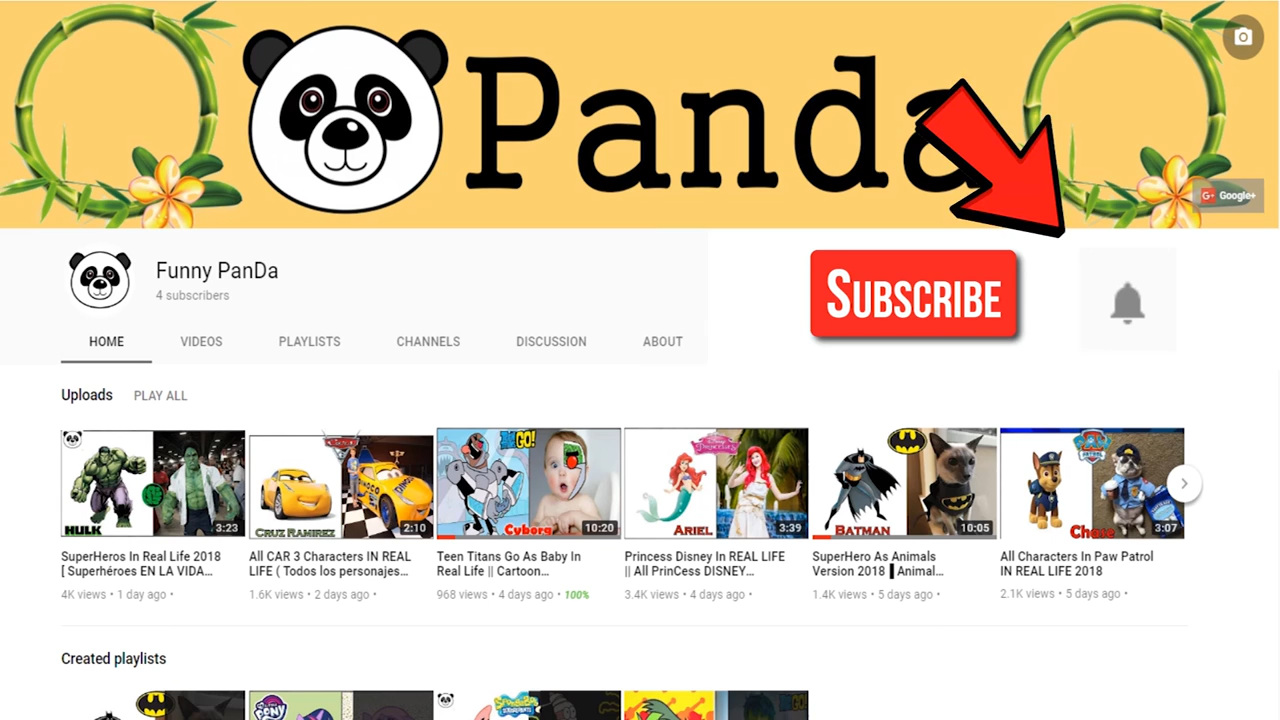 Panda
Google+
Funny PanDa
4 subscribers
SUBSCRIBE
HOME VIDEOS PLAYLISTS CHANNELS DISCUSSION ABOUT
Uploads PLAY ALL
HULK
3:23
CRUZ RAMIREZ
2:10
GO!
Cyborg
10:20
Princess
ARIEL
3:39
BATMAN
10:05
PAW
PATROL
Chase
3:07
SuperHeros In Real Life 2018
[ Superhéroes EN LA VIDA...
4K views • 1 day ago •
All CAR 3 Characters IN REAL
LIFE ( Todos los personajes...
1.6K views • 2 days ago •
Teen Titans Go As Baby In
Real Life || Cartoon...
968 views • 4 days ago • 100%
Princess Disney In REAL LIFE
|| All PrinCess DISNEY...
3.4K views • 4 days ago •
SuperHero As Animals
Version 2018 ▐ Animal...
1.4K views • 5 days ago •
All Characters In Paw Patrol
IN REAL LIFE 2018
2.1K views • 5 days ago •
Created playlists
PONY
SpongeBob